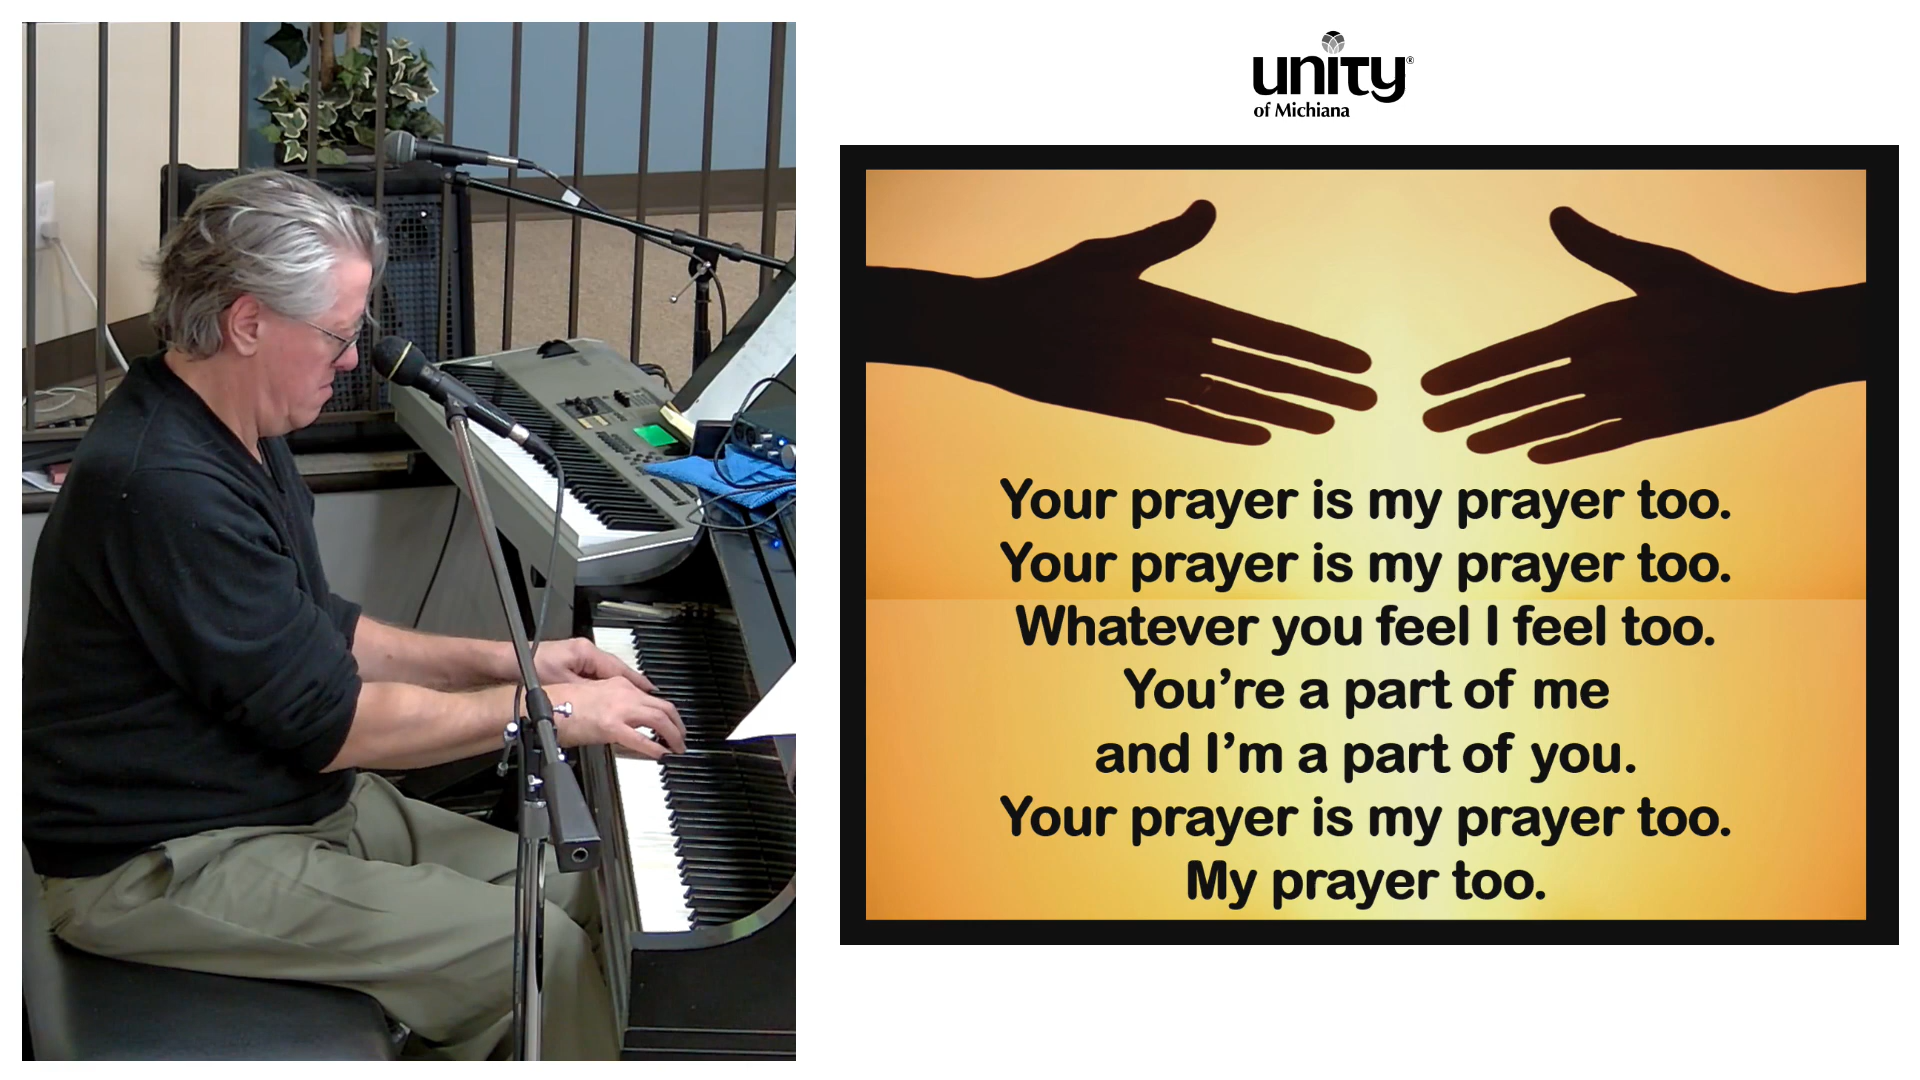 unity®
of Michiana
Your prayer is my prayer too.
Your prayer is my prayer too.
Whatever you feel I feel too.
You’re a part of me
and I’m a part of you.
Your prayer is my prayer too.
My prayer too.